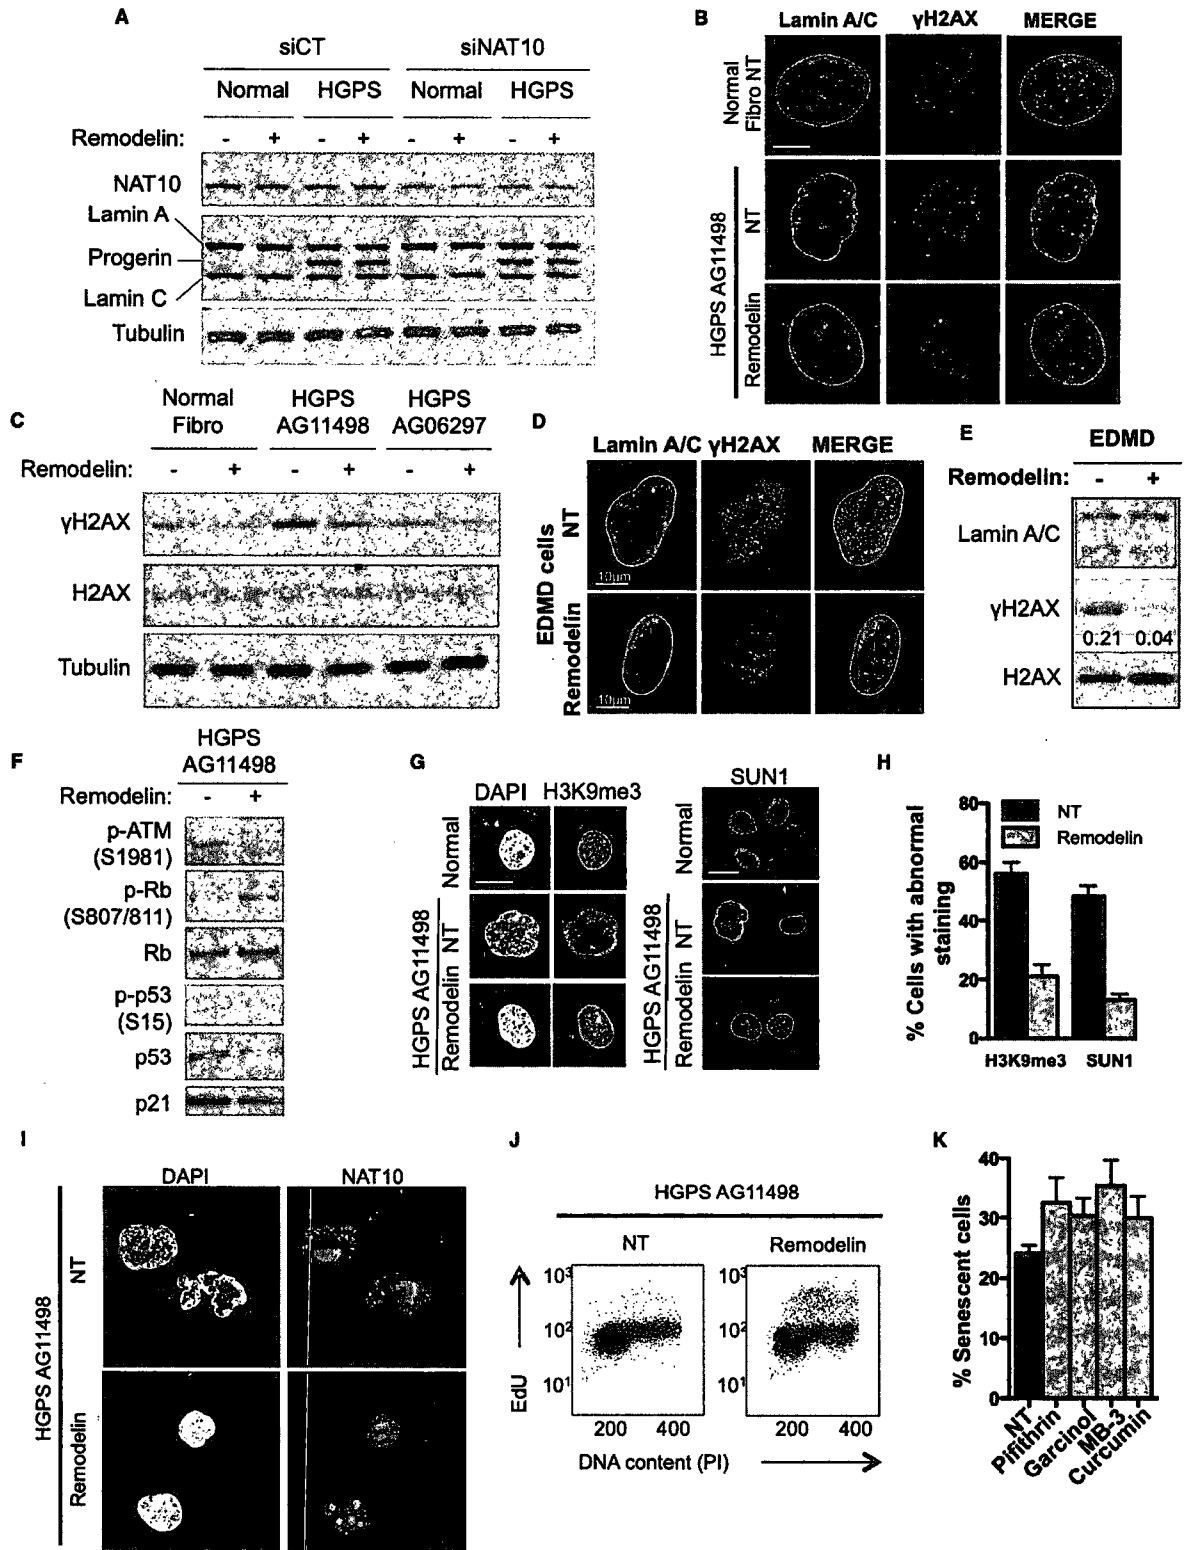 A
siCT
siNAT10
Normal
HGPS
Normal
HGPS
Remodelin:
-
+
-
+
-
+
-
+
NAT10
Lamin A
Progerin
Lamin C
Tubulin
B
Lamin A/C
γH2AX
MERGE
Normal
Fibro NT
HGPS AG11498
NT
Remodelin
C
Normal
Fibro
HGPS
AG11498
HGPS
AG06297
Remodelin:
-
+
-
+
-
+
γH2AX
H2AX
Tubulin
D
Lamin A/C γH2AX
MERGE
EDMD cells
NT
Remodelin
10μm
10μm
E
EDMD
Remodelin:
-
+
Lamin A/C
γH2AX
0.21
0.04
H2AX
F
HGPS
AG11498
Remodelin:
-
+
p-ATM
(S1981)
p-Rb
(S807/811)
Rb
p-p53
(S15)
p53
p21
G
DAPI
H3K9me3
Normal
HGPS AG11498
NT
Remodelin
SUN1
Normal
HGPS AG11498
NT
Remodelin
H
% Cells with abnormal
staining
80
60
40
20
0
NT
Remodelin
H3K9me3
SUN1
I
DAPI
NAT10
HGPS AG11498
NT
Remodelin
J
HGPS AG11498
NT
Remodelin
EdU
10³
10²
10¹
10³
10²
10¹
200
400
200
400
DNA content (PI)
K
% Senescent cells
40
30
20
10
0
NT
Pifithrin
Garcinol
MB-3
Curcumin